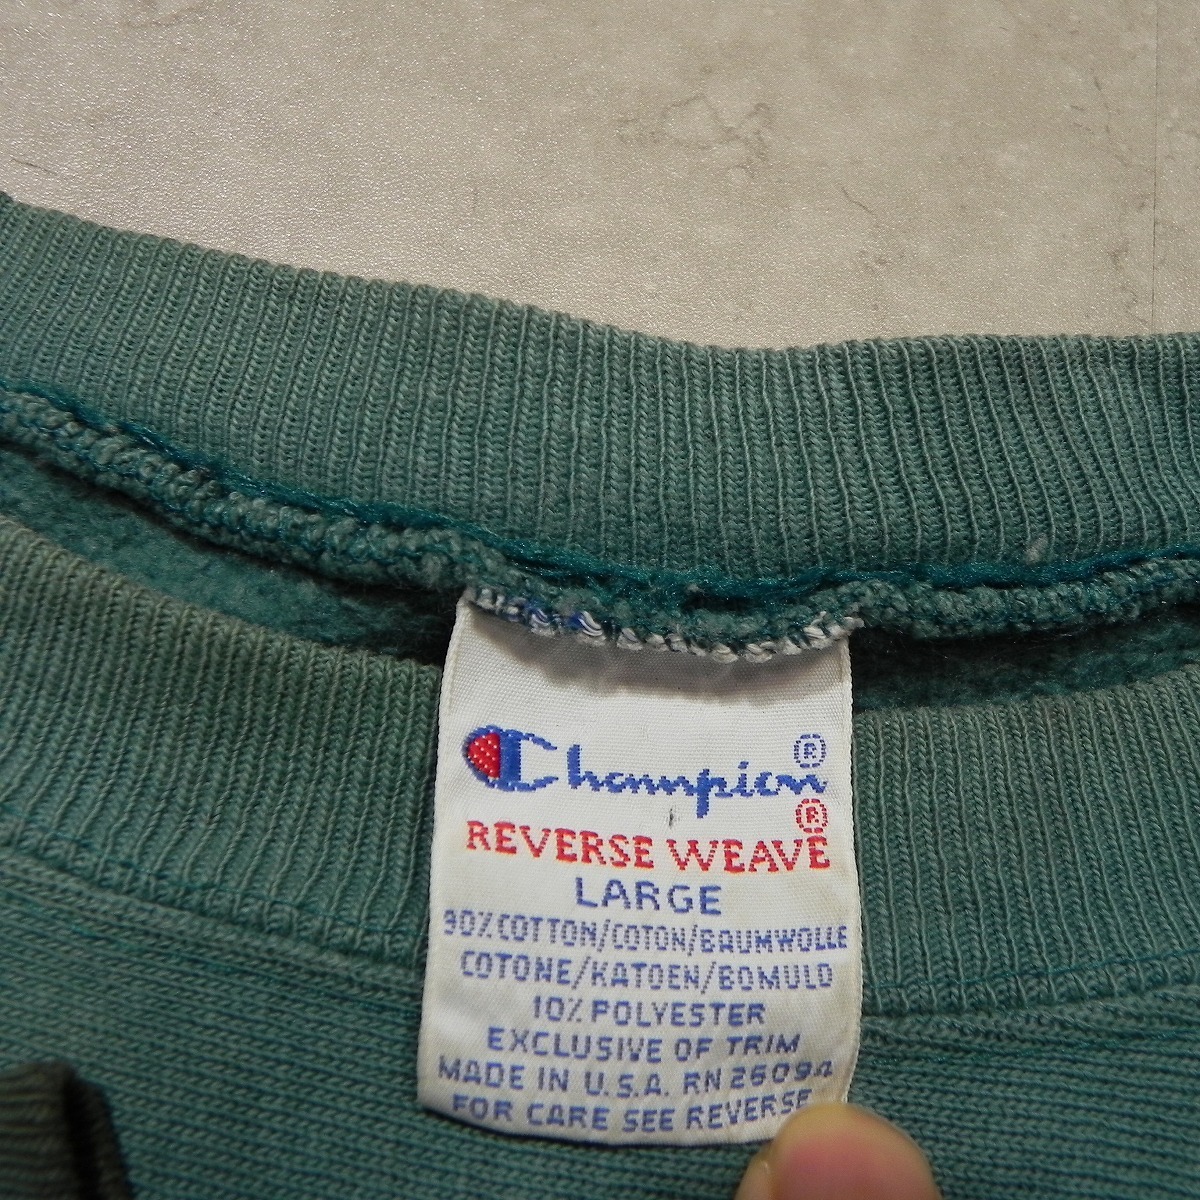 Champion®
REVERSE WEAVE®
LARGE
90% COTTON/COTON/BAUMWOLLE
COTONE/KATOEN/BOMULD
10% POLYESTER
EXCLUSIVE OF TRIM
MADE IN U.S.A. RN 26094
FOR CARE SEE REVERSE